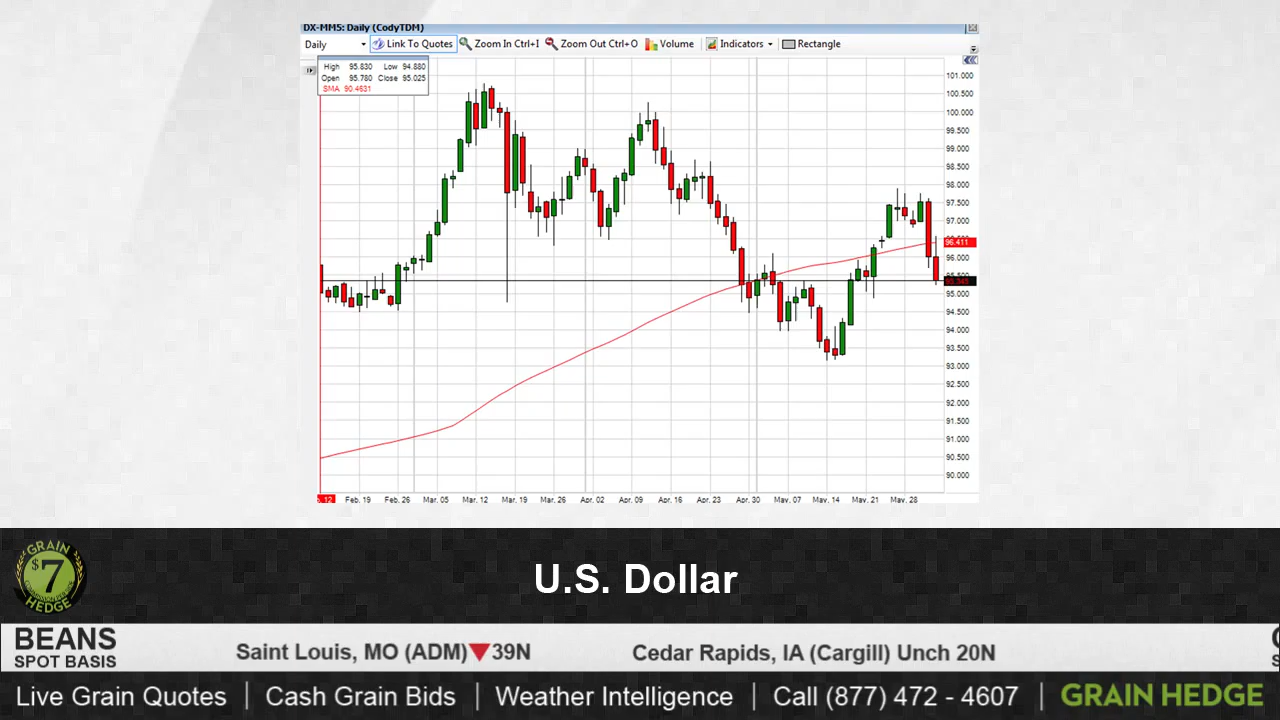 DX-MM5: Daily (CodyTDM)
Daily Link To Quotes Zoom In Ctrl+I Zoom Out Ctrl+O Volume Indicators Rectangle
High 95.830 Low 94.880
Open 95.780 Close 95.025
SMA 90.4631
101.000
100.500
100.000
99.500
99.000
98.500
98.000
97.500
97.000
96.411
96.000
95.000
94.500
94.000
93.500
93.000
92.500
92.000
91.500
91.000
90.500
90.000
. 12 Feb. 19 Feb. 26 Mar. 05 Mar. 12 Mar. 19 Mar. 26 Apr. 02 Apr. 09 Apr. 16 Apr. 23 Apr. 30 May. 07 May. 14 May. 21 May. 28
GRAIN
$7
HEDGE
U.S. Dollar
BEANS
SPOT BASIS
Saint Louis, MO (ADM) 39N Cedar Rapids, IA (Cargill) Unch 20N
Live Grain Quotes | Cash Grain Bids | Weather Intelligence | Call (877) 472 - 4607 | GRAIN HEDGE